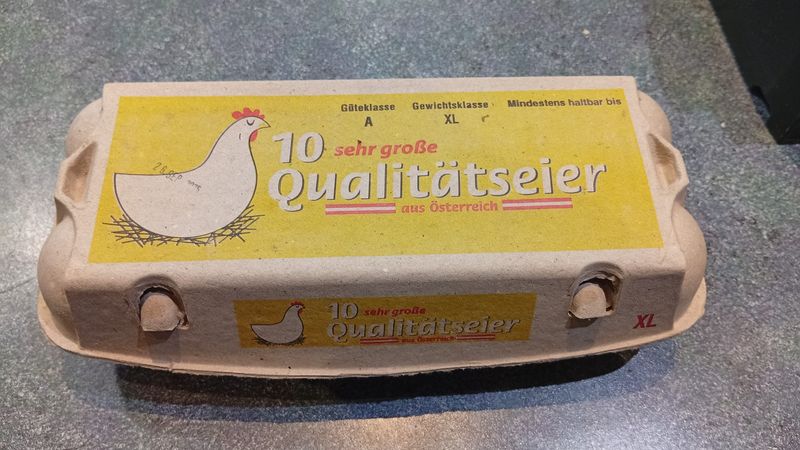 Güteklasse Gewichtsklasse Mindestens haltbar bis
A XL
10 sehr große
Qualitätseier
aus Österreich
10 sehr große
Qualitätseier
aus Österreich
XL